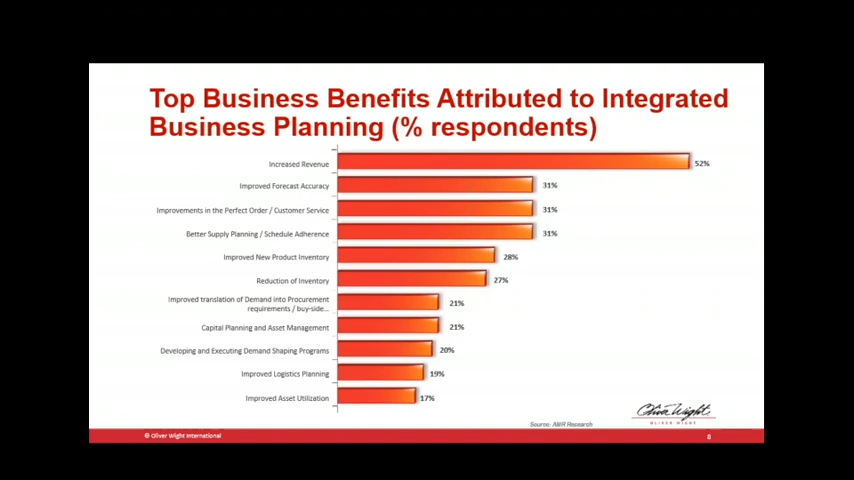 Top Business Benefits Attributed to Integrated
Business Planning (% respondents)
Increased Revenue 52%
Improved Forecast Accuracy 31%
Improvements in the Perfect Order / Customer Service 31%
Better Supply Planning / Schedule Adherence 31%
Improved New Product Inventory 28%
Reduction of Inventory 27%
Improved translation of Demand into Procurement
requirements / buy-side... 21%
Capital Planning and Asset Management 21%
Developing and Executing Demand Shaping Programs 20%
Improved Logistics Planning 19%
Improved Asset Utilization 17%
Oliver Wight
OLIVER WIGHT
Source: AMR Research
© Oliver Wight International
8